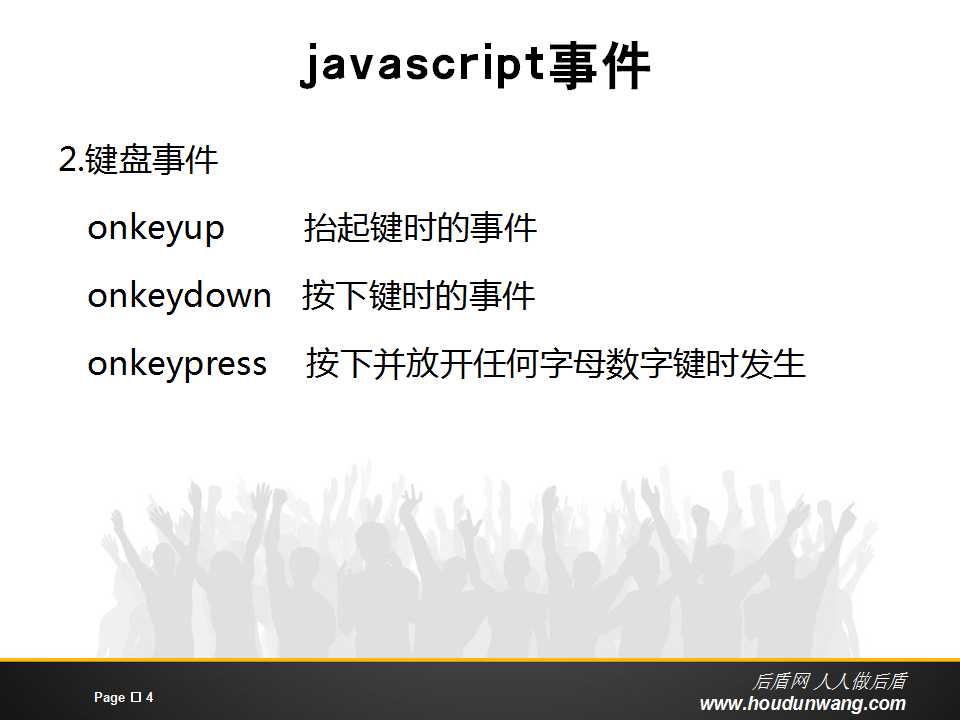 javascript事件
2.键盘事件
onkeyup 抬起键时的事件
onkeydown 按下键时的事件
onkeypress 按下并放开任何字母数字键时发生
Page □ 4
后盾网 人人做后盾
www.houdunwang.com